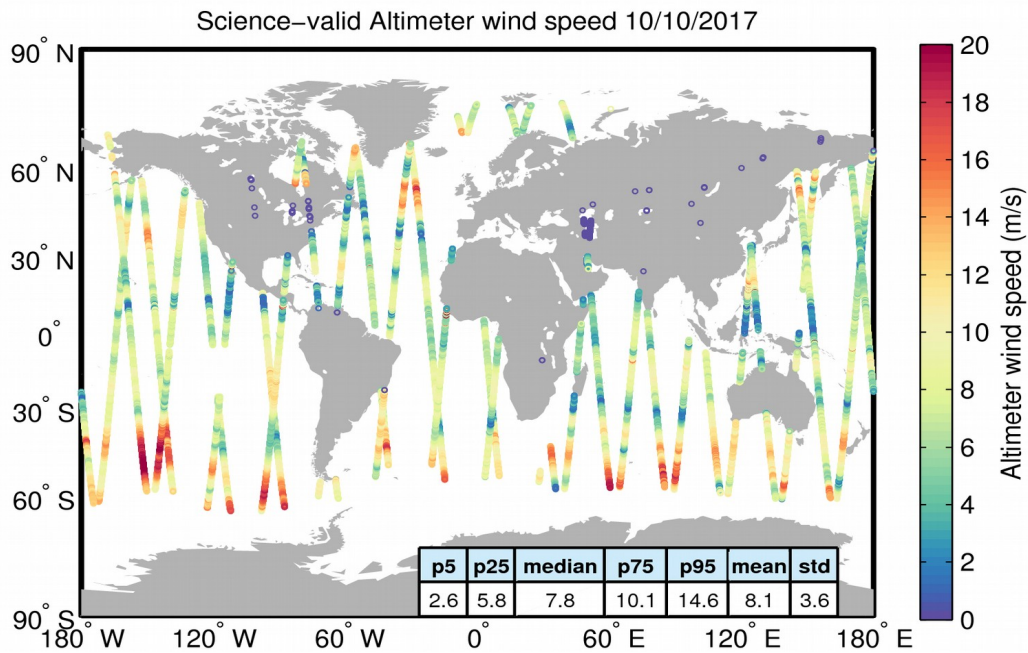 Science−valid Altimeter wind speed 10/10/2017
90° N
60° N
30° N
0°
30° S
60° S
90° S
180° W
120° W
60° W
0°
60° E
120° E
180° E
p5 p25 median p75 p95 mean std
2.6 5.8 7.8 10.1 14.6 8.1 3.6
20
18
16
14
12
10
8
6
4
2
0
Altimeter wind speed (m/s)